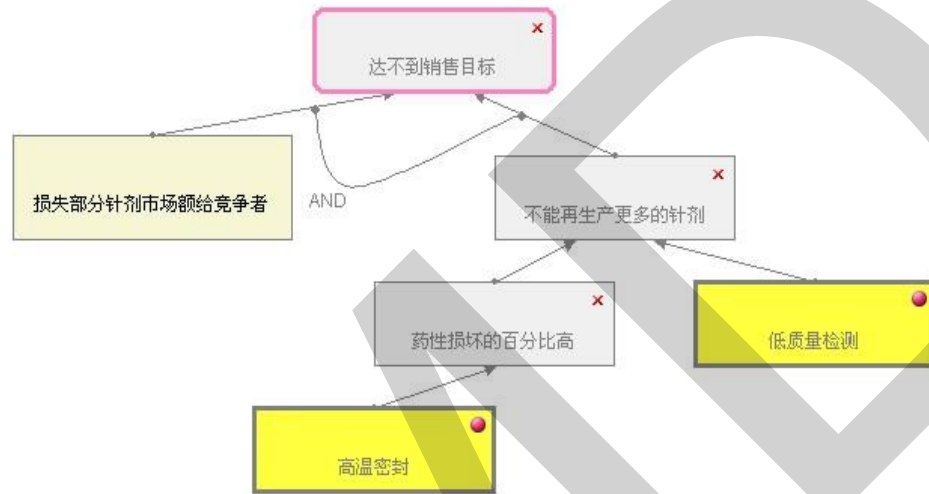 达不到销售目标
损失部分针剂市场额给竞争者
AND
不能再生产更多的针剂
药性损坏的百分比高
低质量检测
高温密封